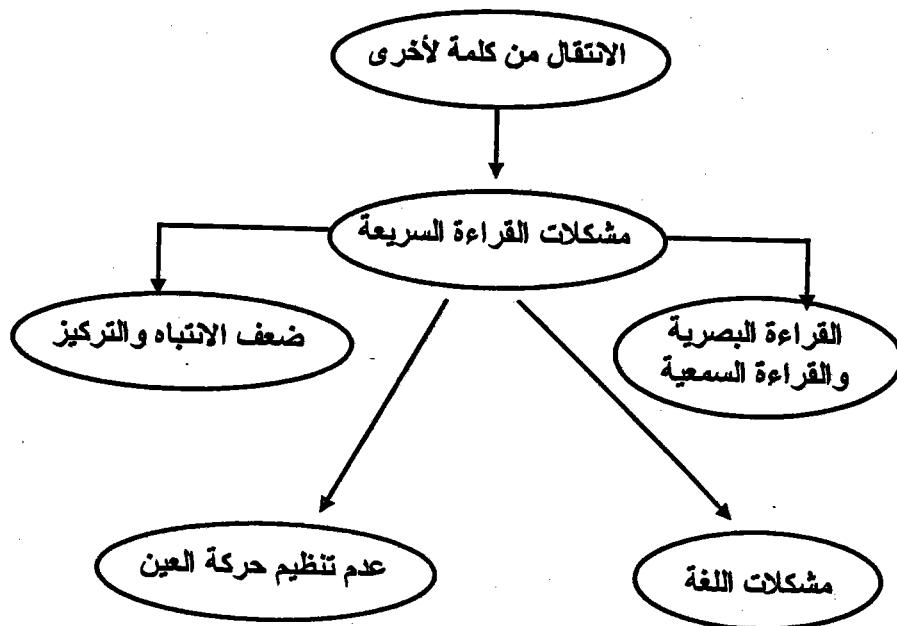 الانتقال من كلمة لأخرى
مشكلات القراءة السريعة
القراءة البصرية
والقراءة السمعية
ضعف الانتباه والتركيز
مشكلات اللغة
عدم تنظيم حركة العين